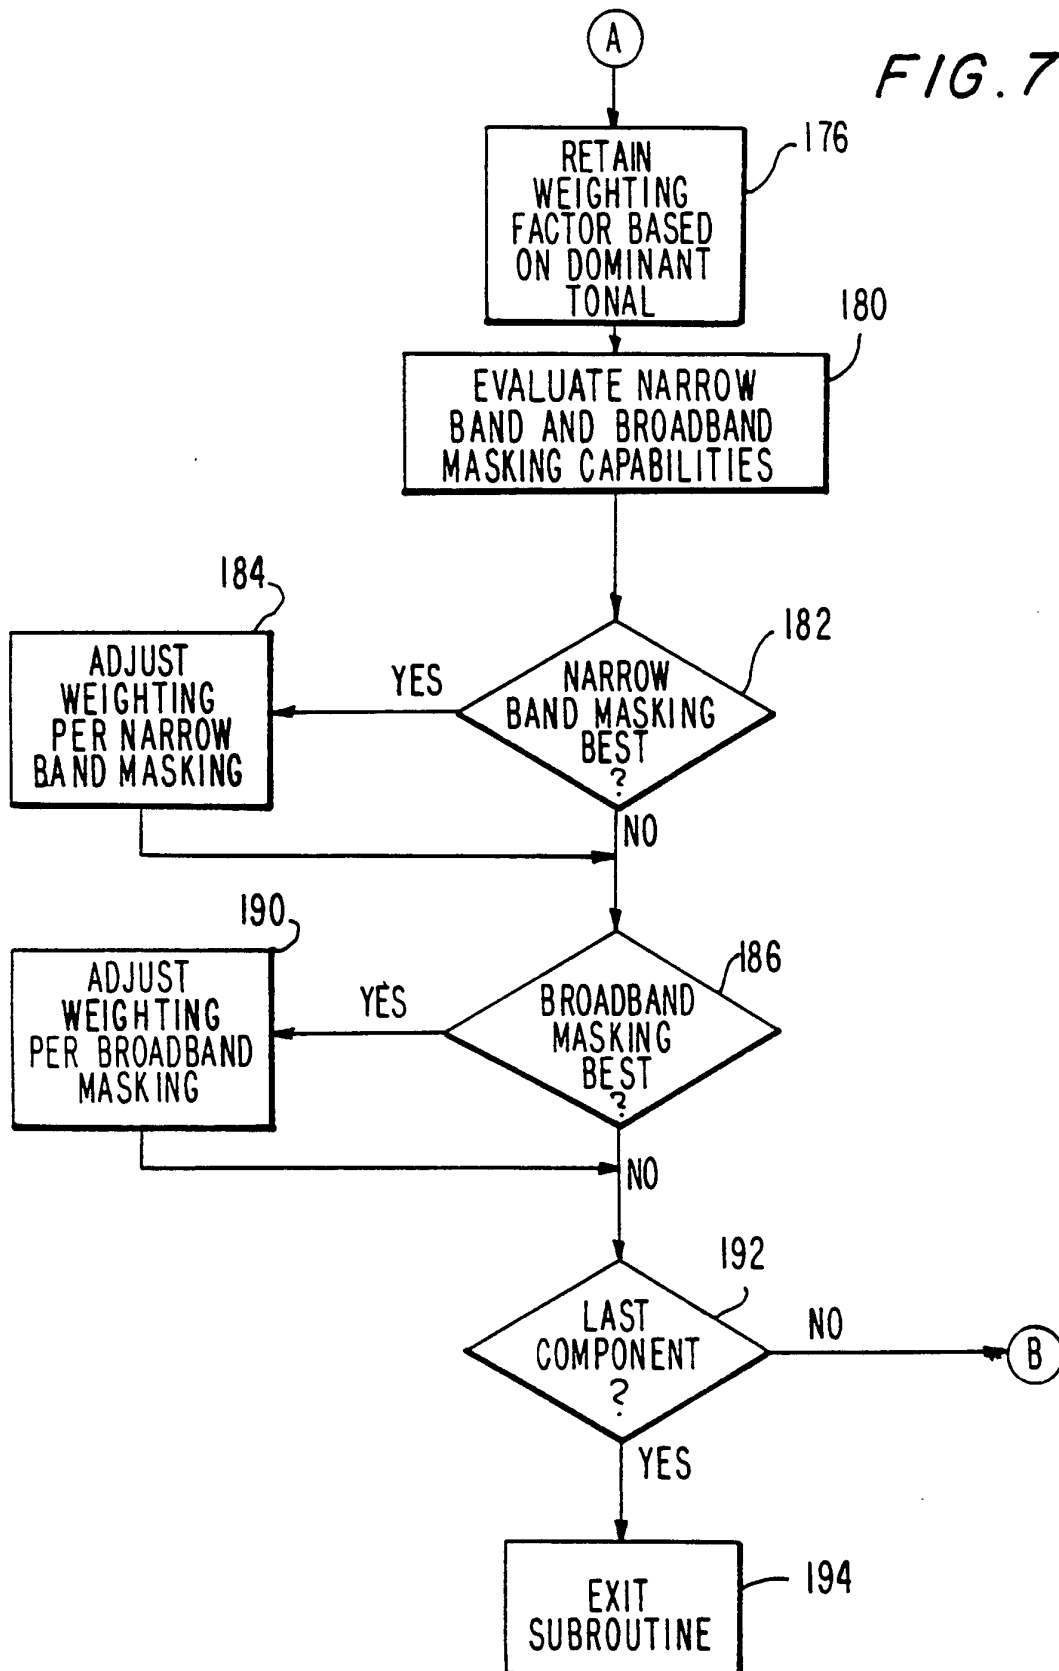 A
FIG. 7
RETAIN
WEIGHTING
FACTOR BASED
ON DOMINANT
TONAL
176
180
EVALUATE NARROW
BAND AND BROADBAND
MASKING CAPABILITIES
184
182
ADJUST
WEIGHTING
PER NARROW
BAND MASKING
YES
NARROW
BAND MASKING
BEST
?
NO
190
186
ADJUST
WEIGHTING
PER BROADBAND
MASKING
YES
BROADBAND
MASKING
BEST
?
NO
192
LAST
COMPONENT
?
NO
B
YES
EXIT
SUBROUTINE
194